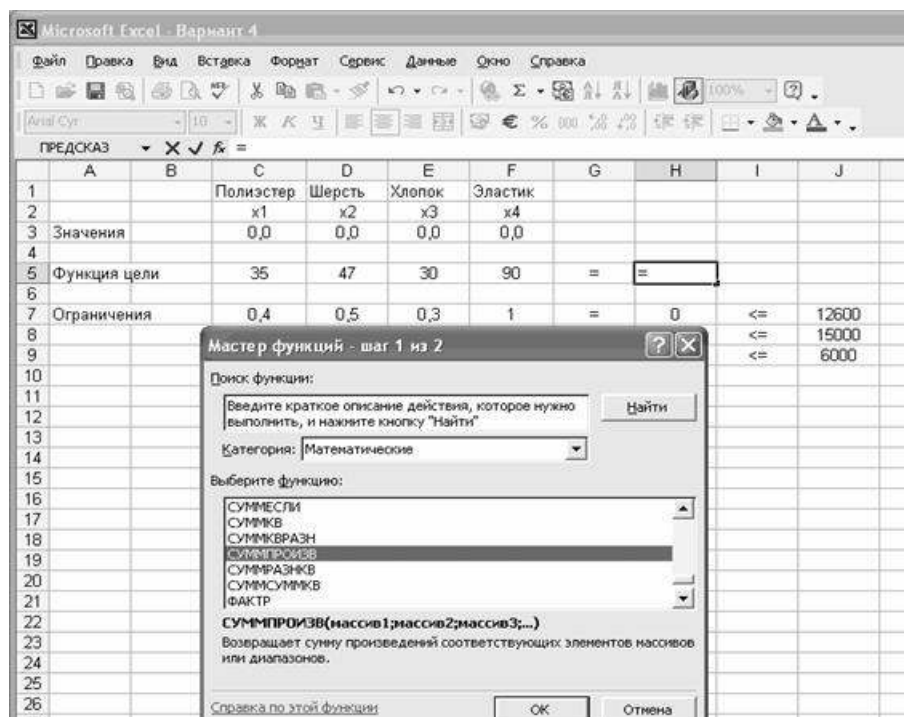 Microsoft Excel - Вариант 4
Файл Правка Вид Вставка Формат Сервис Данные Окно Справка
100%
Arial Cyr 10 Ж К Ч € % 000
ПРЕДСКАЗ fx =
A B C D E F G H I J
1 Полиэстер Шерсть Хлопок Эластик
2 x1 x2 x3 x4
3 Значения 0,0 0,0 0,0 0,0
4
5 Функция цели 35 47 30 90 = =
6
7 Ограничения 0,4 0,5 0,3 1 = 0 <= 12600
8 <= 15000
9 <= 6000
10
11
12
13
14
15
16
17
18
19
20
21
22
23
24
25
26
Мастер функций - шаг 1 из 2
Поиск функции:
Введите краткое описание действия, которое нужно
выполнить, и нажмите кнопку "Найти"
Найти
Категория: Математические
Выберите функцию:
СУММЕСЛИ
СУММКВ
СУММКВРАЗН
СУММПРОИЗВ
СУММРАЗНКВ
СУММСУММКВ
ФАКТР
СУММПРОИЗВ(массив1;массив2;массив3;...)
Возвращает сумму произведений соответствующих элементов массивов
или диапазонов.
Справка по этой функции
ОК Отмена